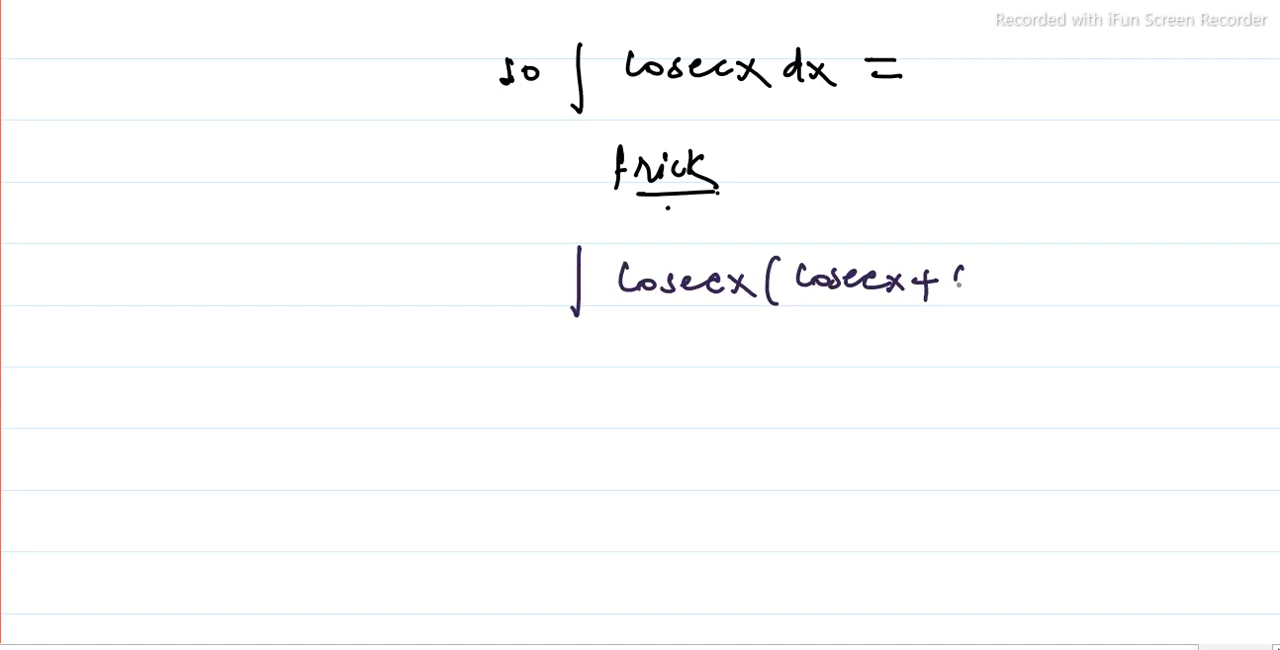 Recorded with iFun Screen Recorder
so ∫ cosecx dx =
trick
∫ cosecx ( cosecx +